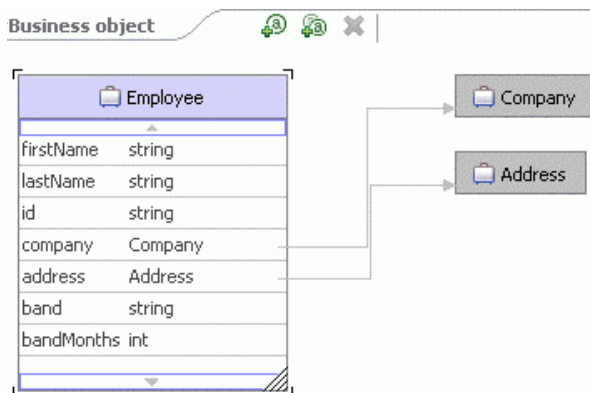 Business object
Employee
Company
firstName string
lastName string
Address
id string
company Company
address Address
band string
bandMonths int